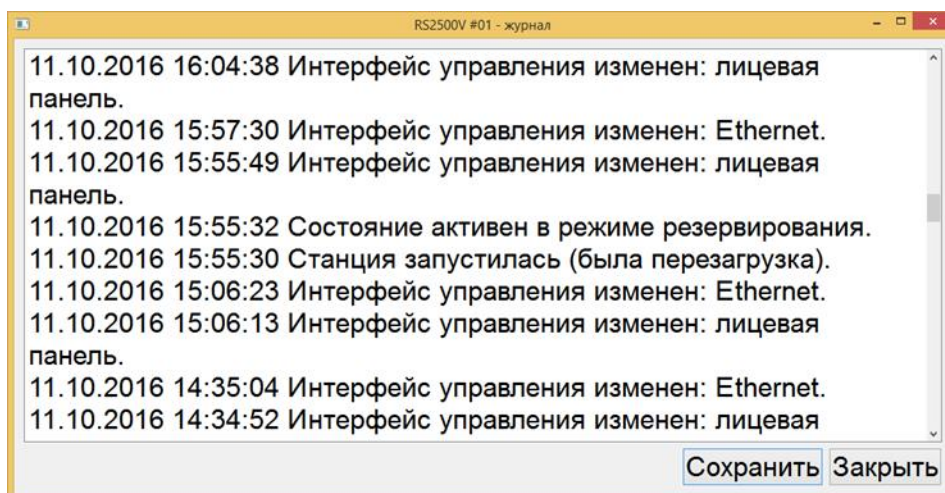 RS2500V #01 - журнал
11.10.2016 16:04:38 Интерфейс управления изменен: лицевая
панель.
11.10.2016 15:57:30 Интерфейс управления изменен: Ethernet.
11.10.2016 15:55:49 Интерфейс управления изменен: лицевая
панель.
11.10.2016 15:55:32 Состояние активен в режиме резервирования.
11.10.2016 15:55:30 Станция запустилась (была перезагрузка).
11.10.2016 15:06:23 Интерфейс управления изменен: Ethernet.
11.10.2016 15:06:13 Интерфейс управления изменен: лицевая
панель.
11.10.2016 14:35:04 Интерфейс управления изменен: Ethernet.
11.10.2016 14:34:52 Интерфейс управления изменен: лицевая
Сохранить Закрыть